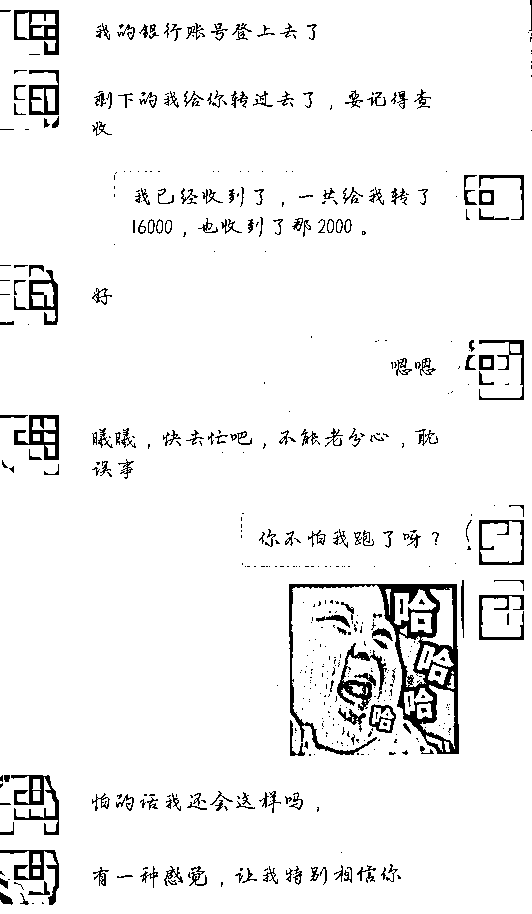 我的银行账号登上去了
剩下的我给你转过去了，要记得查
收
我已经收到了，一共给我转了
16000，也收到了那2000。
好
嗯嗯
曦曦，快去忙吧，不能老分心，耽
误事
你不怕我跑了呀？
哈
哈
哈
哈
怕的话我还会这样吗，
有一种感觉，让我特别相信你